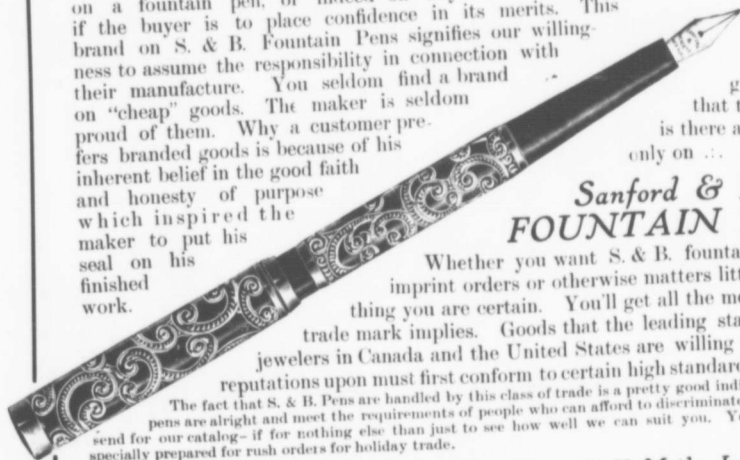 on a fountain pen, or
if the buyer is to place confidence in its merits. This
brand on S. & B. Fountain Pens signifies our willing-
ness to assume the responsibility in connection with
their manufacture. You seldom find a brand
on "cheap" goods. The maker is seldom
proud of them. Why a customer pre-
fers branded goods is because of his
inherent belief in the good faith
and honesty of purpose
which inspired the
maker to put his
seal on his
finished
work.
that
is there
only on
Sanford &
FOUNTAIN
Whether you want S. & B.
imprint orders or otherwise matters
thing you are certain. You'll get all the
trade mark implies. Goods that the leading
jewelers in Canada and the United States are willing
reputations upon must first conform to certain high
The fact that S. & B. Pens are handled by this class of trade is a pretty good
pens are alright and meet the requirements of people who can afford to discriminate
send for our catalog– if for nothing else than just to see how well we can suit you.
specially prepared for rush orders for holiday trade.